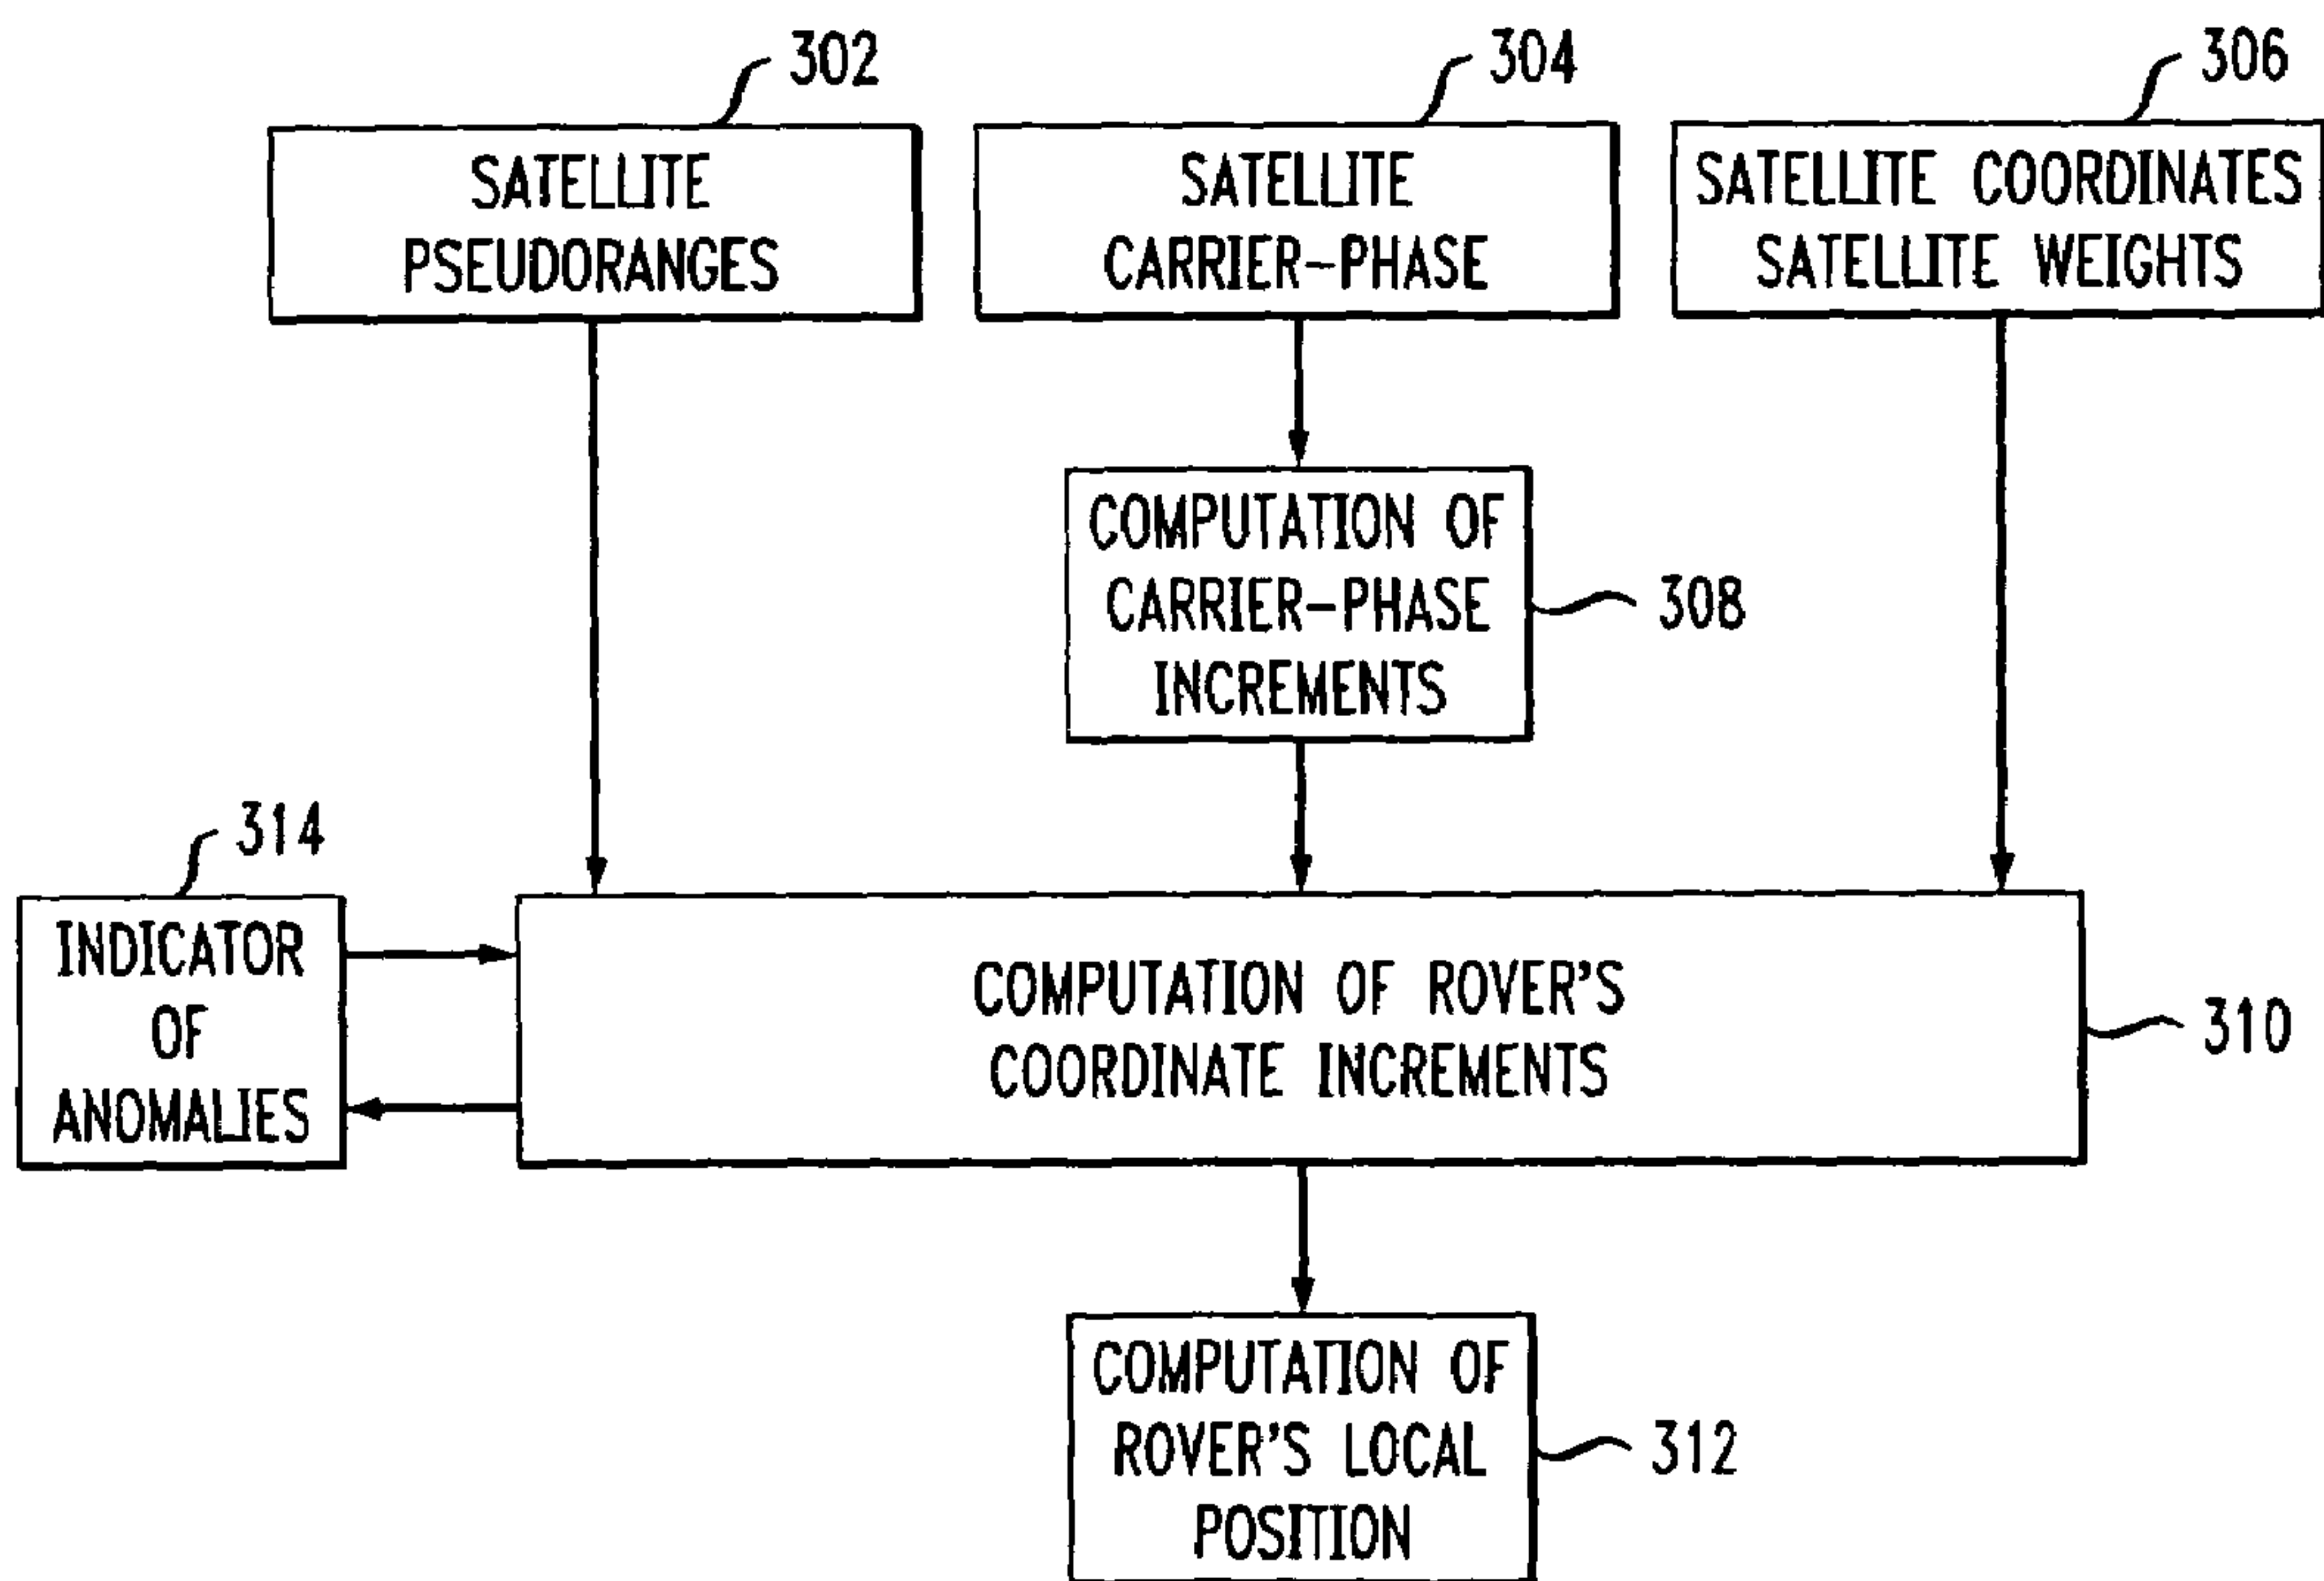 302
SATELLITE
PSEUDORANGES
304
SATELLITE
CARRIER-PHASE
306
SATELLITE COORDINATES
SATELLITE WEIGHTS
COMPUTATION OF
CARRIER-PHASE
INCREMENTS
308
314
INDICATOR
OF
ANOMALIES
COMPUTATION OF ROVER'S
COORDINATE INCREMENTS
310
COMPUTATION OF
ROVER'S LOCAL
POSITION
312